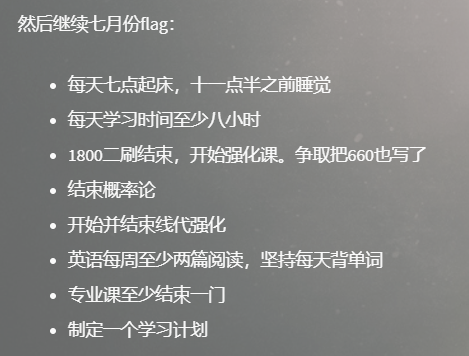 然后继续七月份flag：
每天七点起床，十一点半之前睡觉
每天学习时间至少八小时
1800二刷结束，开始强化课。争取把660也写了
结束概率论
开始并结束线代强化
英语每周至少两篇阅读，坚持每天背单词
专业课至少结束一门
制定一个学习计划